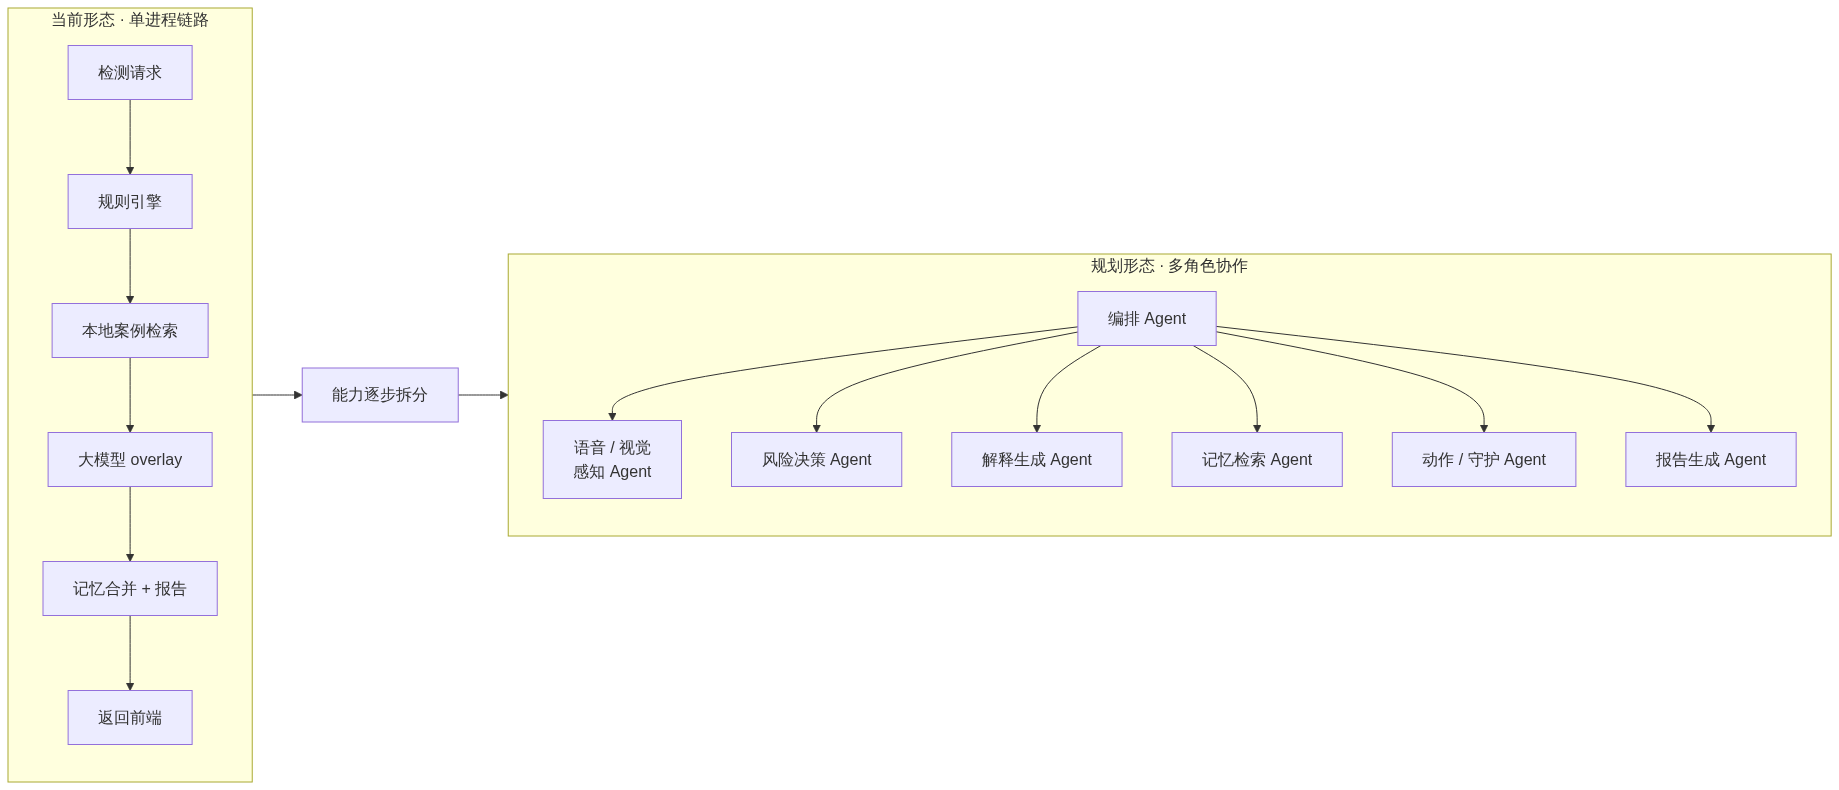 当前形态 · 单进程链路
检测请求
规则引擎
本地案例检索
大模型 overlay
记忆合并 + 报告
返回前端
能力逐步拆分
规划形态 · 多角色协作
编排 Agent
语音 / 视觉
感知 Agent
风险决策 Agent
解释生成 Agent
记忆检索 Agent
动作 / 守护 Agent
报告生成 Agent